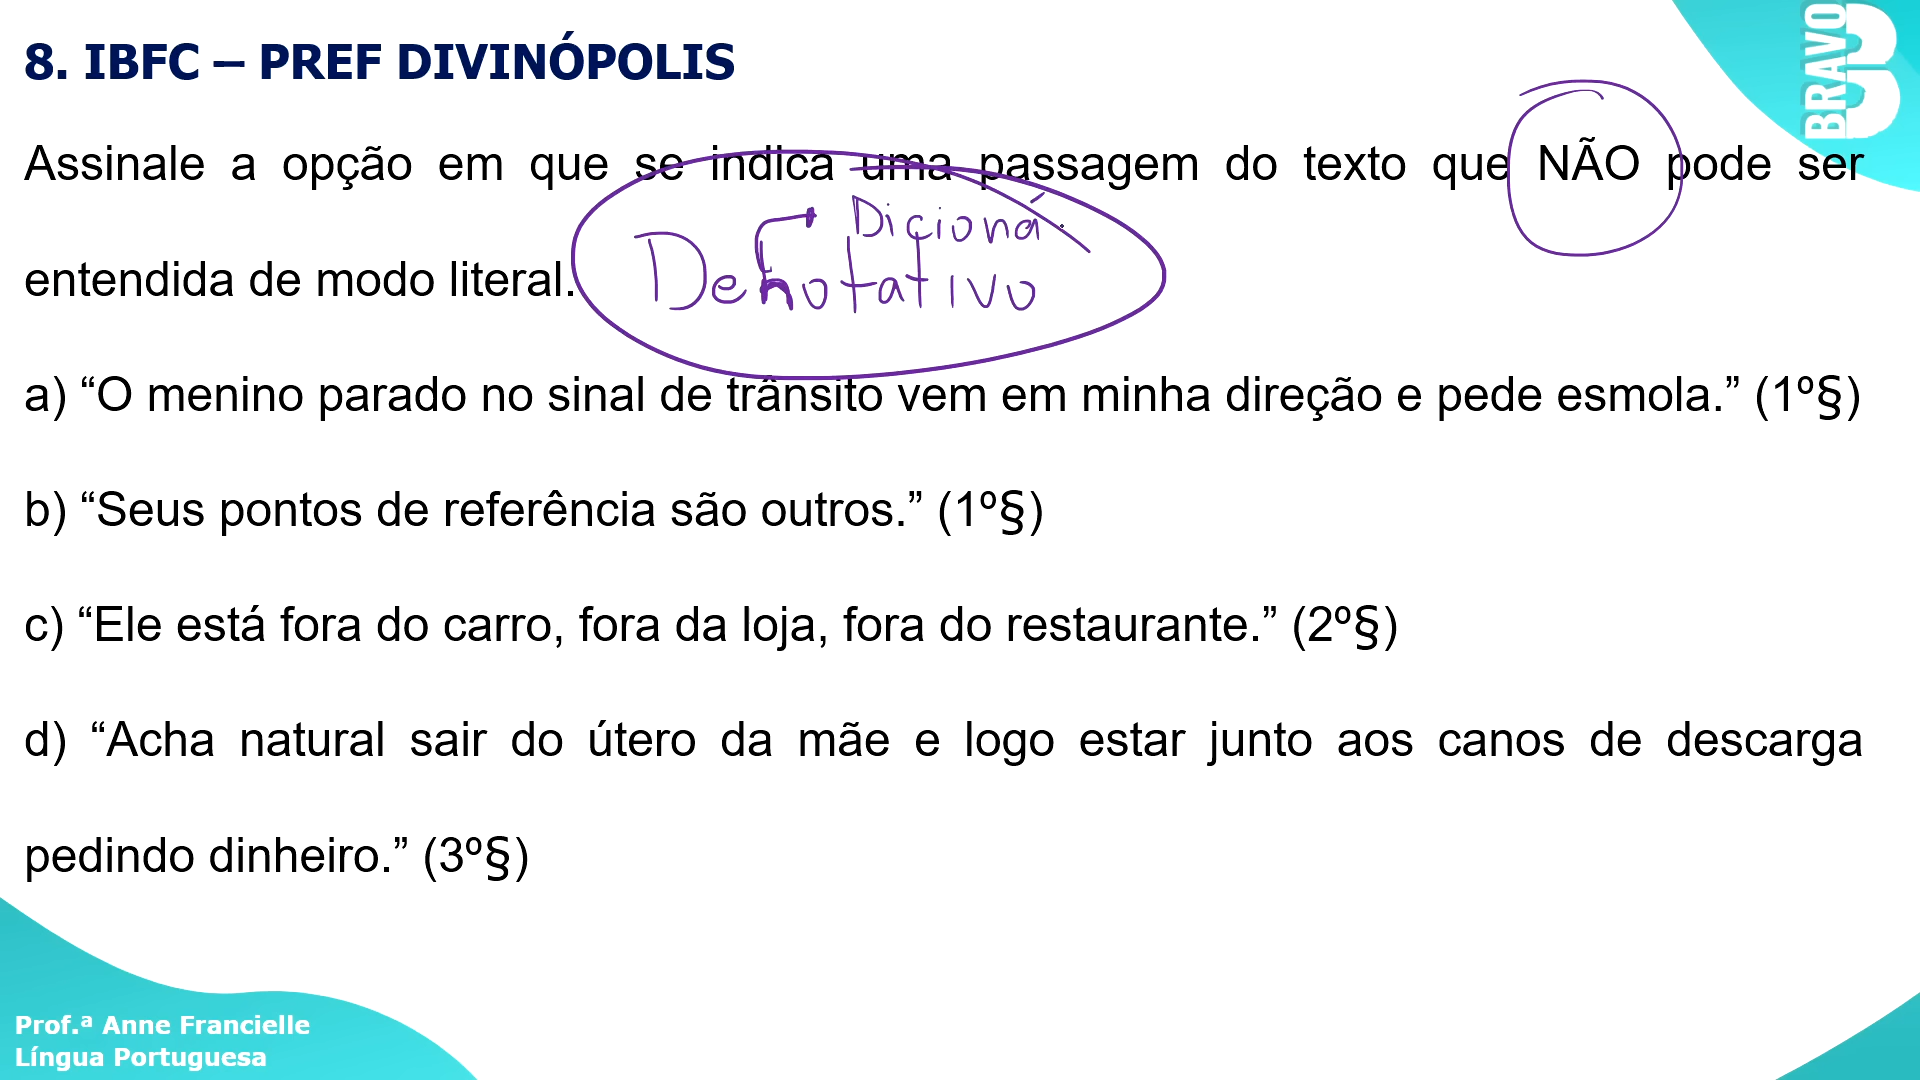 8. IBFC – PREF DIVINÓPOLIS
BRAVO
Assinale a opção em que se indica uma passagem do texto que NÃO pode ser
Dicioná
entendida de modo literal.
Denotativo
a) “O menino parado no sinal de trânsito vem em minha direção e pede esmola.” (1º§)
b) “Seus pontos de referência são outros.” (1º§)
c) “Ele está fora do carro, fora da loja, fora do restaurante.” (2º§)
d) “Acha natural sair do útero da mãe e logo estar junto aos canos de descarga
pedindo dinheiro.” (3º§)
Prof.ª Anne Francielle
Língua Portuguesa